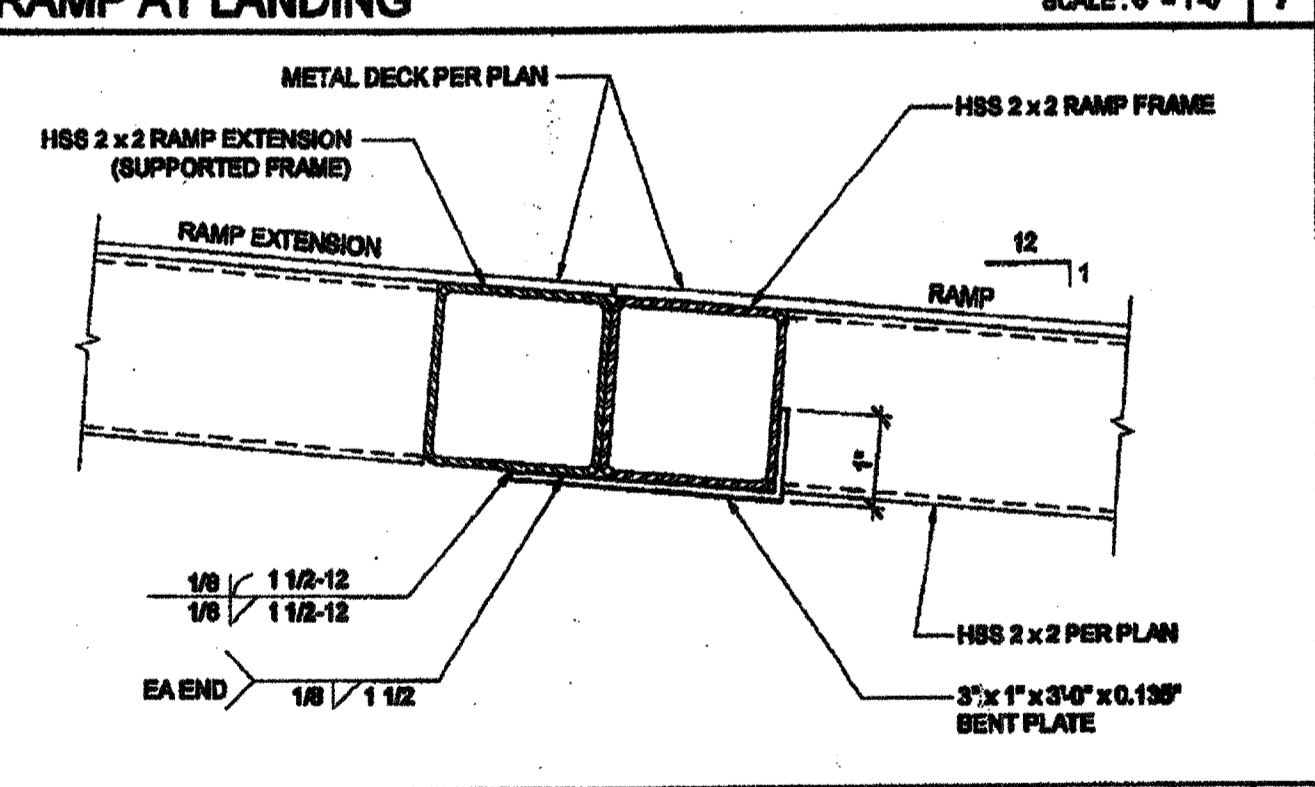 RAMP AT LANDING
METAL DECK PER PLAN
HSS 2 x 2 RAMP FRAME
HSS 2 x 2 RAMP EXTENSION
(SUPPORTED FRAME)
RAMP EXTENSION
12
1
RAMP
1"
1/8 1 1/2-12
1/8 1 1/2-12
HSS 2 x 2 PER PLAN
EA END 1/8 1 1/2
3" x 1" x 3'-0" x 0.135"
BENT PLATE